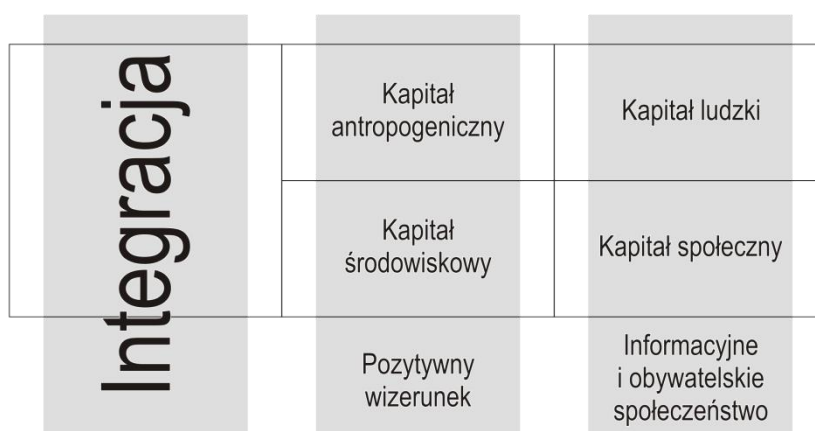 Integracja
Kapitał
antropogeniczny
Kapitał ludzki
Kapitał
środowiskowy
Kapitał społeczny
Pozytywny
wizerunek
Informacyjne
i obywatelskie
społeczeństwo